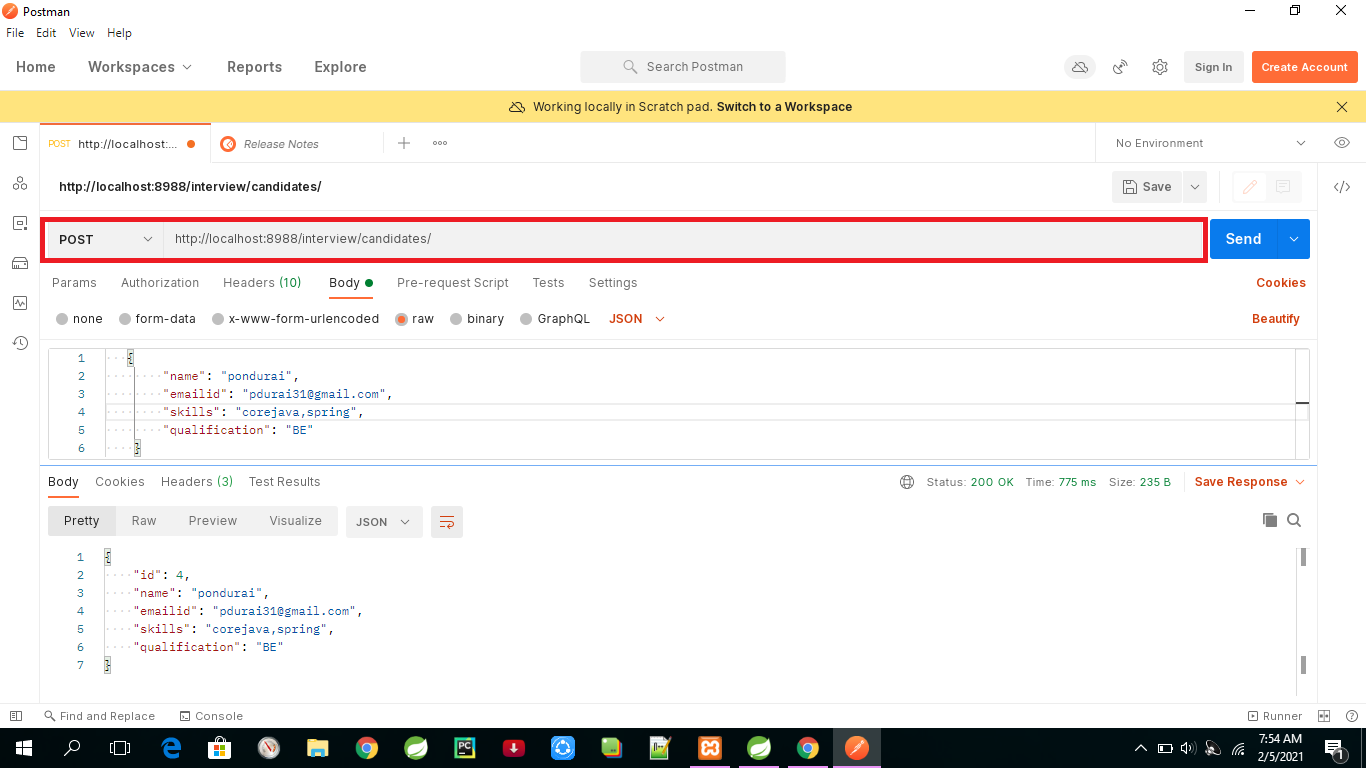 Postman
File Edit View Help
Home Workspaces Reports Explore Search Postman Sign In Create Account
Working locally in Scratch pad. Switch to a Workspace
POST http://localhost:... Release Notes No Environment
http://localhost:8988/interview/candidates/ Save
POST http://localhost:8988/interview/candidates/ Send
Params Authorization Headers (10) Body Pre-request Script Tests Settings Cookies
none form-data x-www-form-urlencoded raw binary GraphQL JSON Beautify
1 {
2 "name": "pondurai",
3 "emailid": "pdurai31@gmail.com",
4 "skills": "corejava,spring",
5 "qualification": "BE"
6 }
Body Cookies Headers (3) Test Results Status: 200 OK Time: 775 ms Size: 235 B Save Response
Pretty Raw Preview Visualize JSON
1 {
2 "id": 4,
3 "name": "pondurai",
4 "emailid": "pdurai31@gmail.com",
5 "skills": "corejava,spring",
6 "qualification": "BE"
7 }
Find and Replace Console Runner
PC
7:54 AM
2/5/2021
1